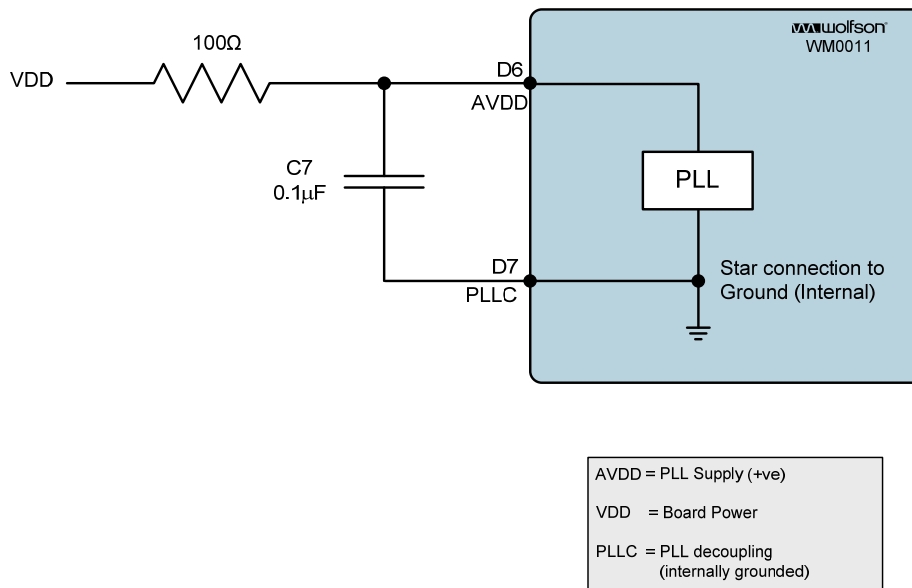 wolfson
WM0011
100Ω
VDD
D6
AVDD
C7
0.1µF
PLL
D7
PLLC
Star connection to
Ground (Internal)
AVDD = PLL Supply (+ve)
VDD = Board Power
PLLC = PLL decoupling
(internally grounded)